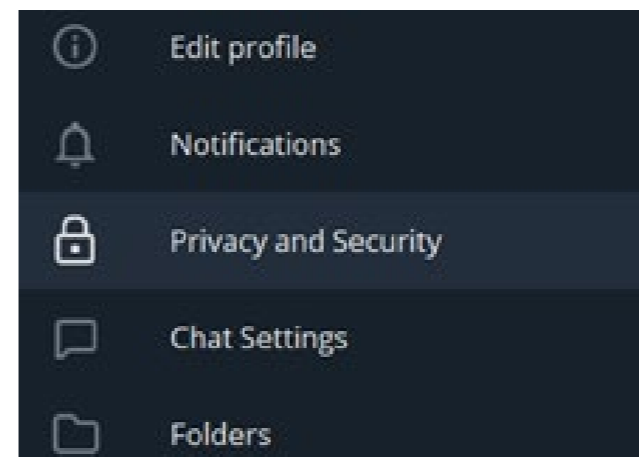 Edit profile
Notifications
Privacy and Security
Chat Settings
Folders